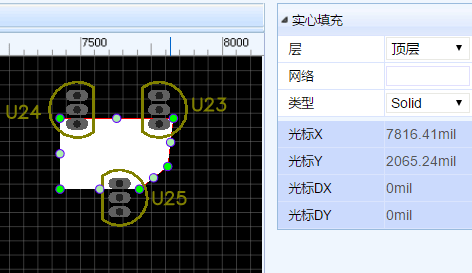 7500
8000
U24
U23
U25
实心填充
层 顶层
网络
类型 Solid
光标X 7816.41mil
光标Y 2065.24mil
光标DX 0mil
光标DY 0mil